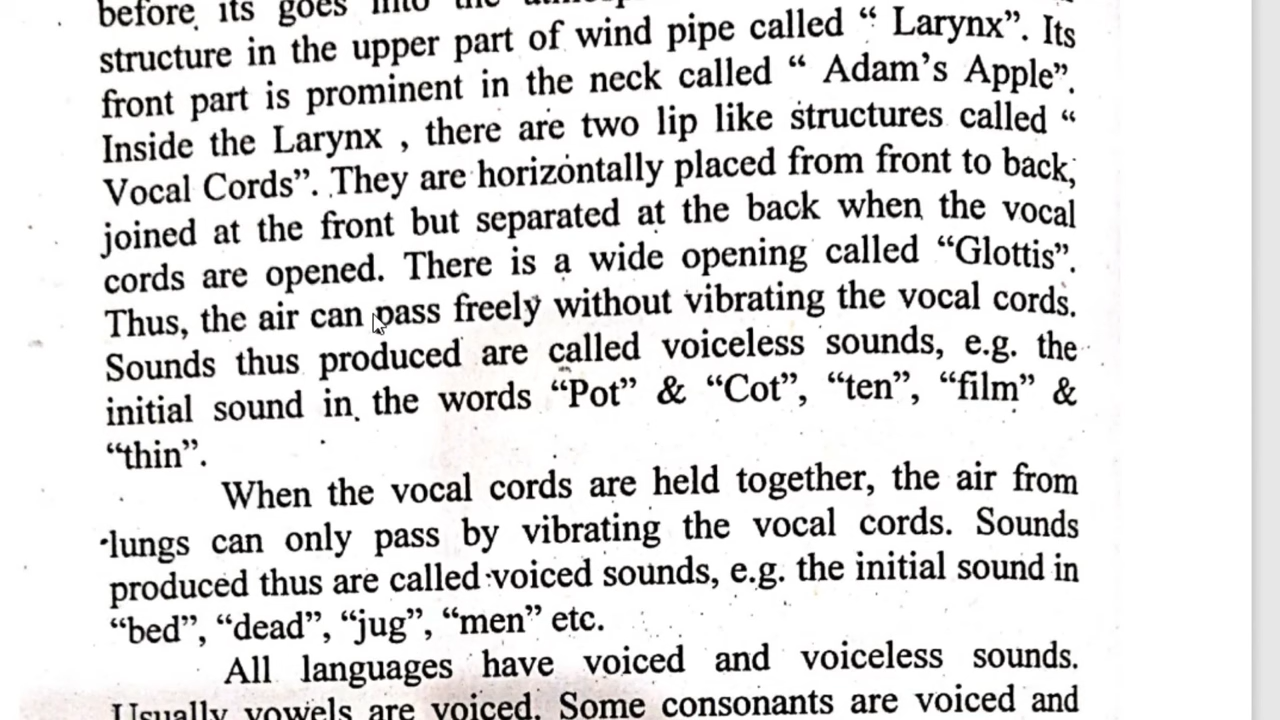 before its goes into the
structure in the upper part of wind pipe called “ Larynx”. Its
front part is prominent in the neck called “ Adam’s Apple”.
Inside the Larynx , there are two lip like structures called “
Vocal Cords”. They are horizontally placed from front to back,
joined at the front but separated at the back when the vocal
cords are opened. There is a wide opening called “Glottis”.
Thus, the air can pass freely without vibrating the vocal cords.
Sounds thus produced are called voiceless sounds, e.g. the
initial sound in the words “Pot” & “Cot”, “ten”, “film” &
“thin”.
When the vocal cords are held together, the air from
lungs can only pass by vibrating the vocal cords. Sounds
produced thus are called voiced sounds, e.g. the initial sound in
“bed”, “dead”, “jug”, “men” etc.
All languages have voiced and voiceless sounds.
Usually vowels are voiced. Some consonants are voiced and